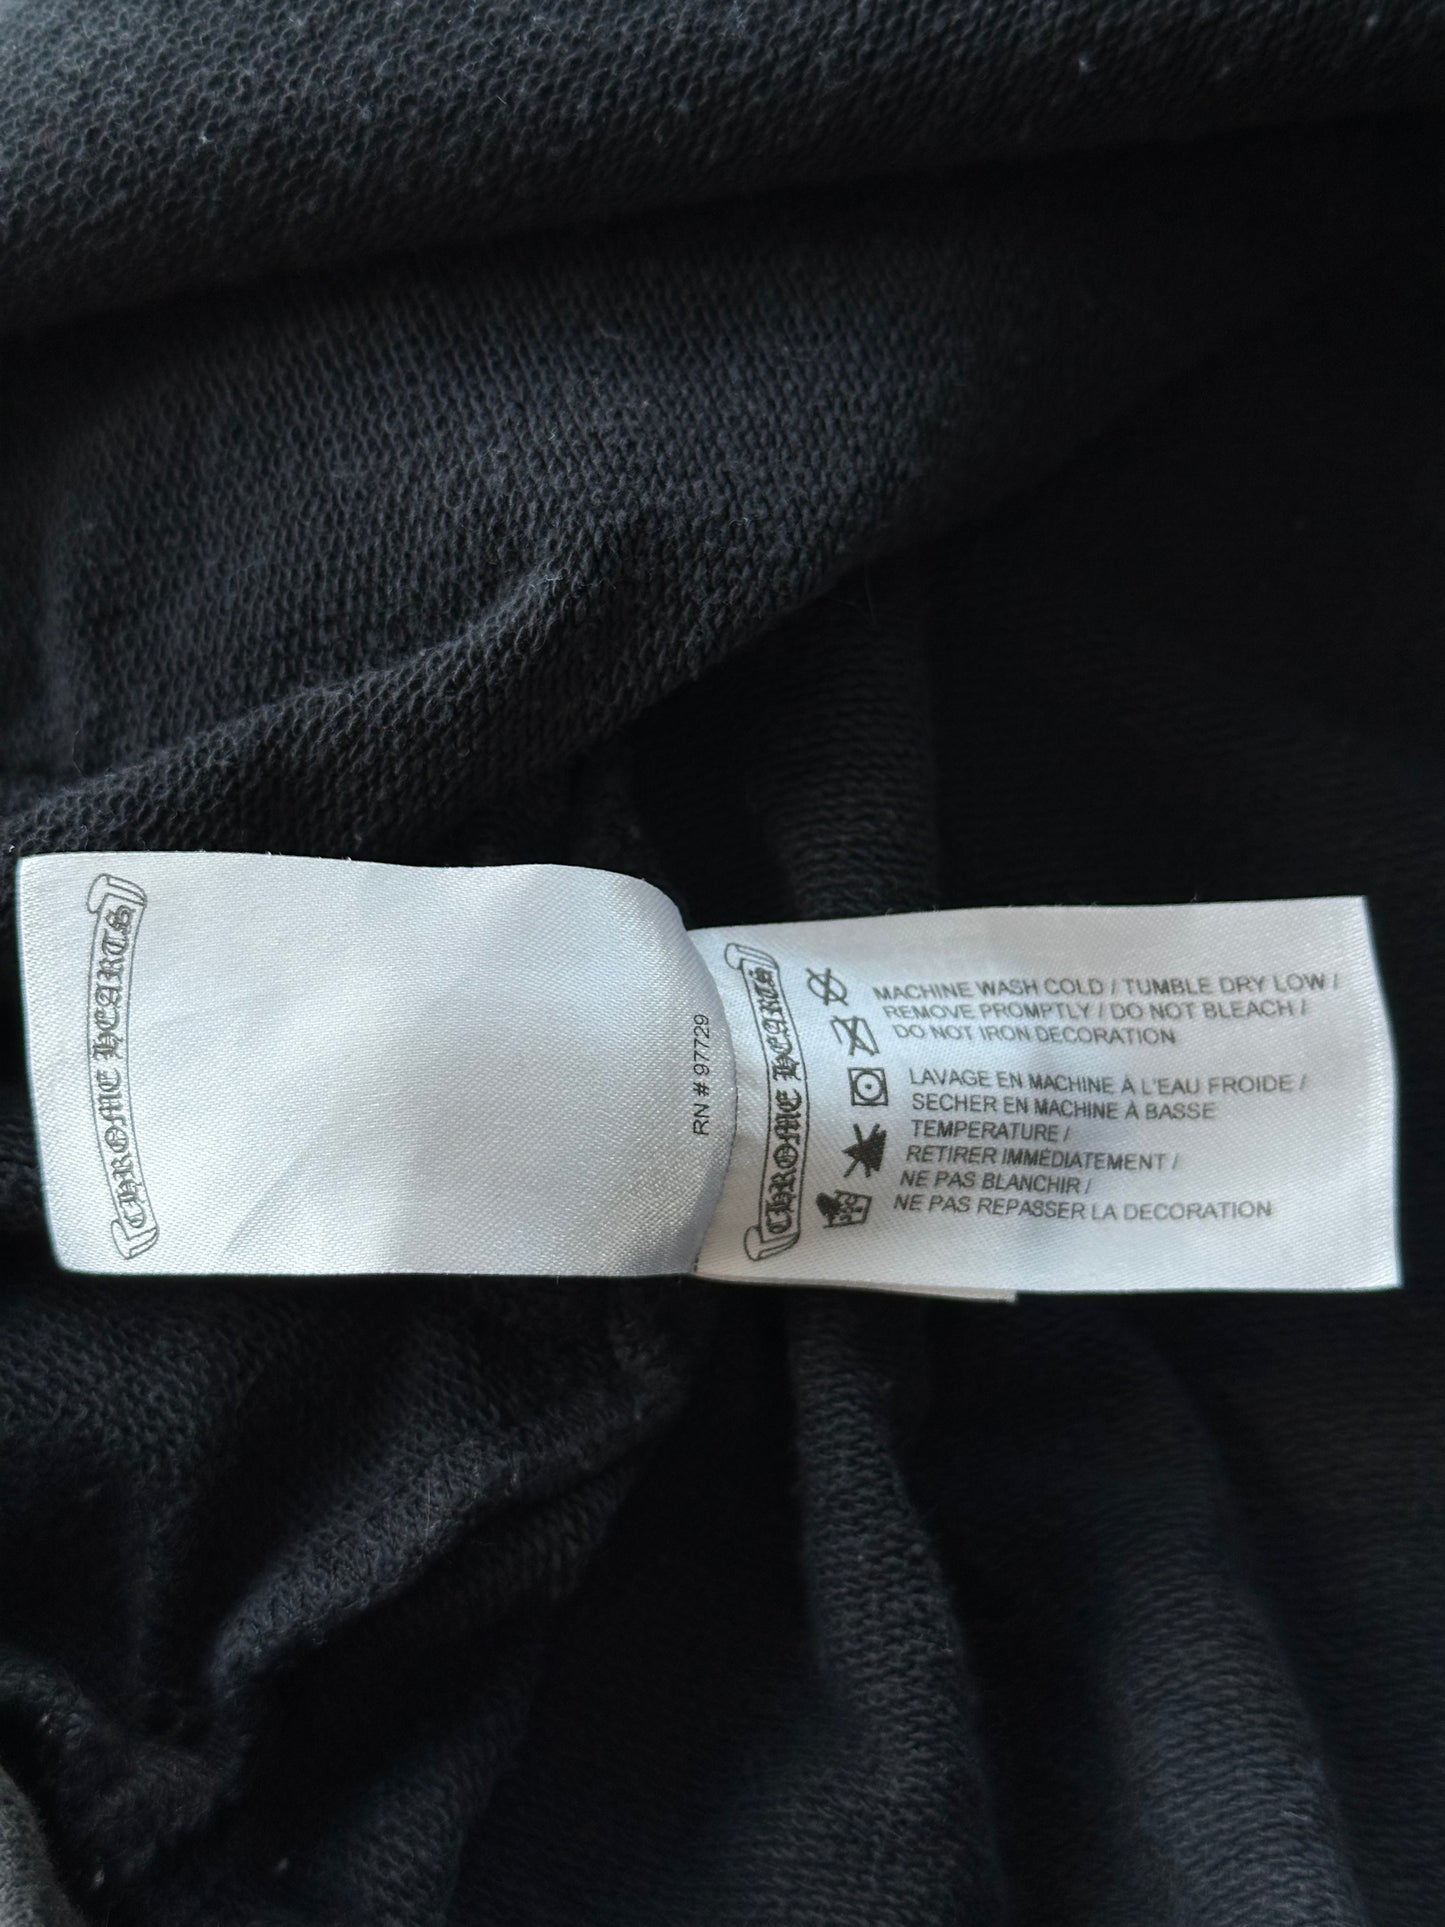 CHROME HEARTS
RN # 97729
CHROME HEARTS
MACHINE WASH COLD / TUMBLE DRY LOW /
REMOVE PROMPTLY / DO NOT BLEACH /
DO NOT IRON DECORATION
LAVAGE EN MACHINE À L'EAU FROIDE /
SECHER EN MACHINE À BASSE
TEMPERATURE /
RETIRER IMMÉDIATEMENT /
NE PAS BLANCHIR /
NE PAS REPASSER LA DECORATION